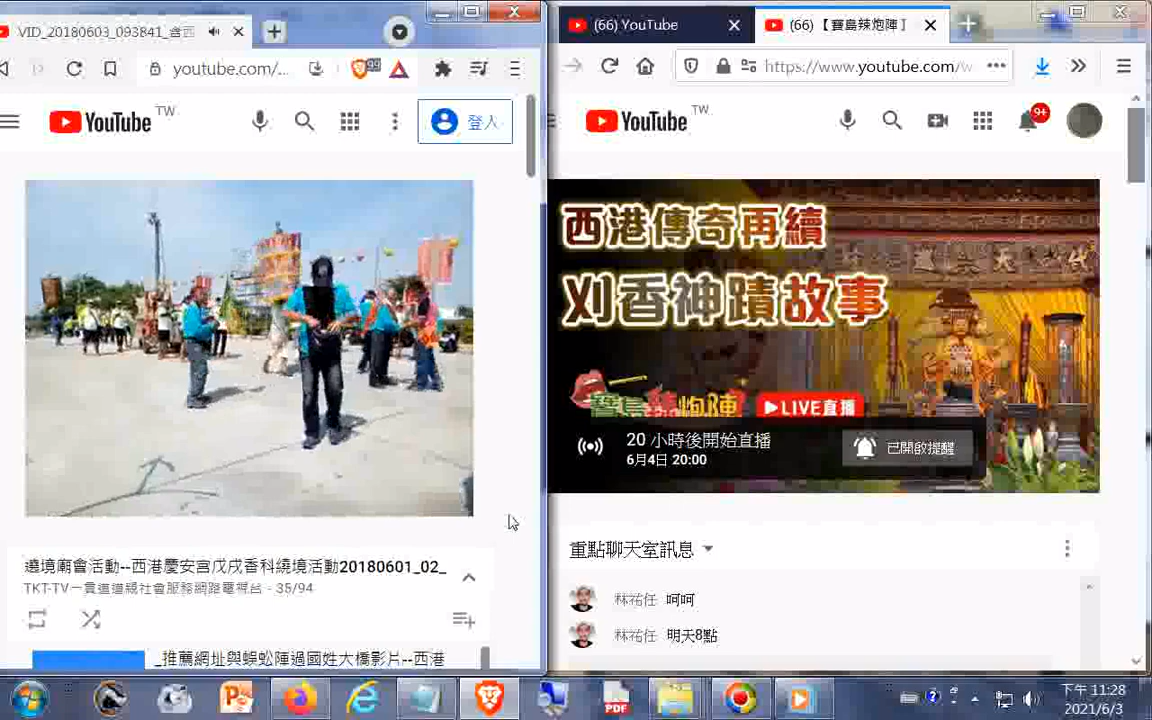 VID_20180603_093841_
youtube.com/...
99
YouTube TW
登入
邊境廟會活動--西港慶安宮戊戌香科繞境活動20180601_02_
TKT-TV一貫道道親社會服務網路電視台 - 35/94
_推薦網址與蜈蚣陣過國姓大橋影片--西港
(66) YouTube
(66) 【寶島辣炮陣】
https://www.youtube.com/w
YouTube TW
9+
西港傳奇再續
刈香神蹟故事
寶島辣炮陣
LIVE直播
20 小時後開始直播
6月4日 20:00
已開啟提醒
重點聊天室訊息
林祐任 呵呵
林祐任 明天8點
PDF
下午 11:28
2021/6/3